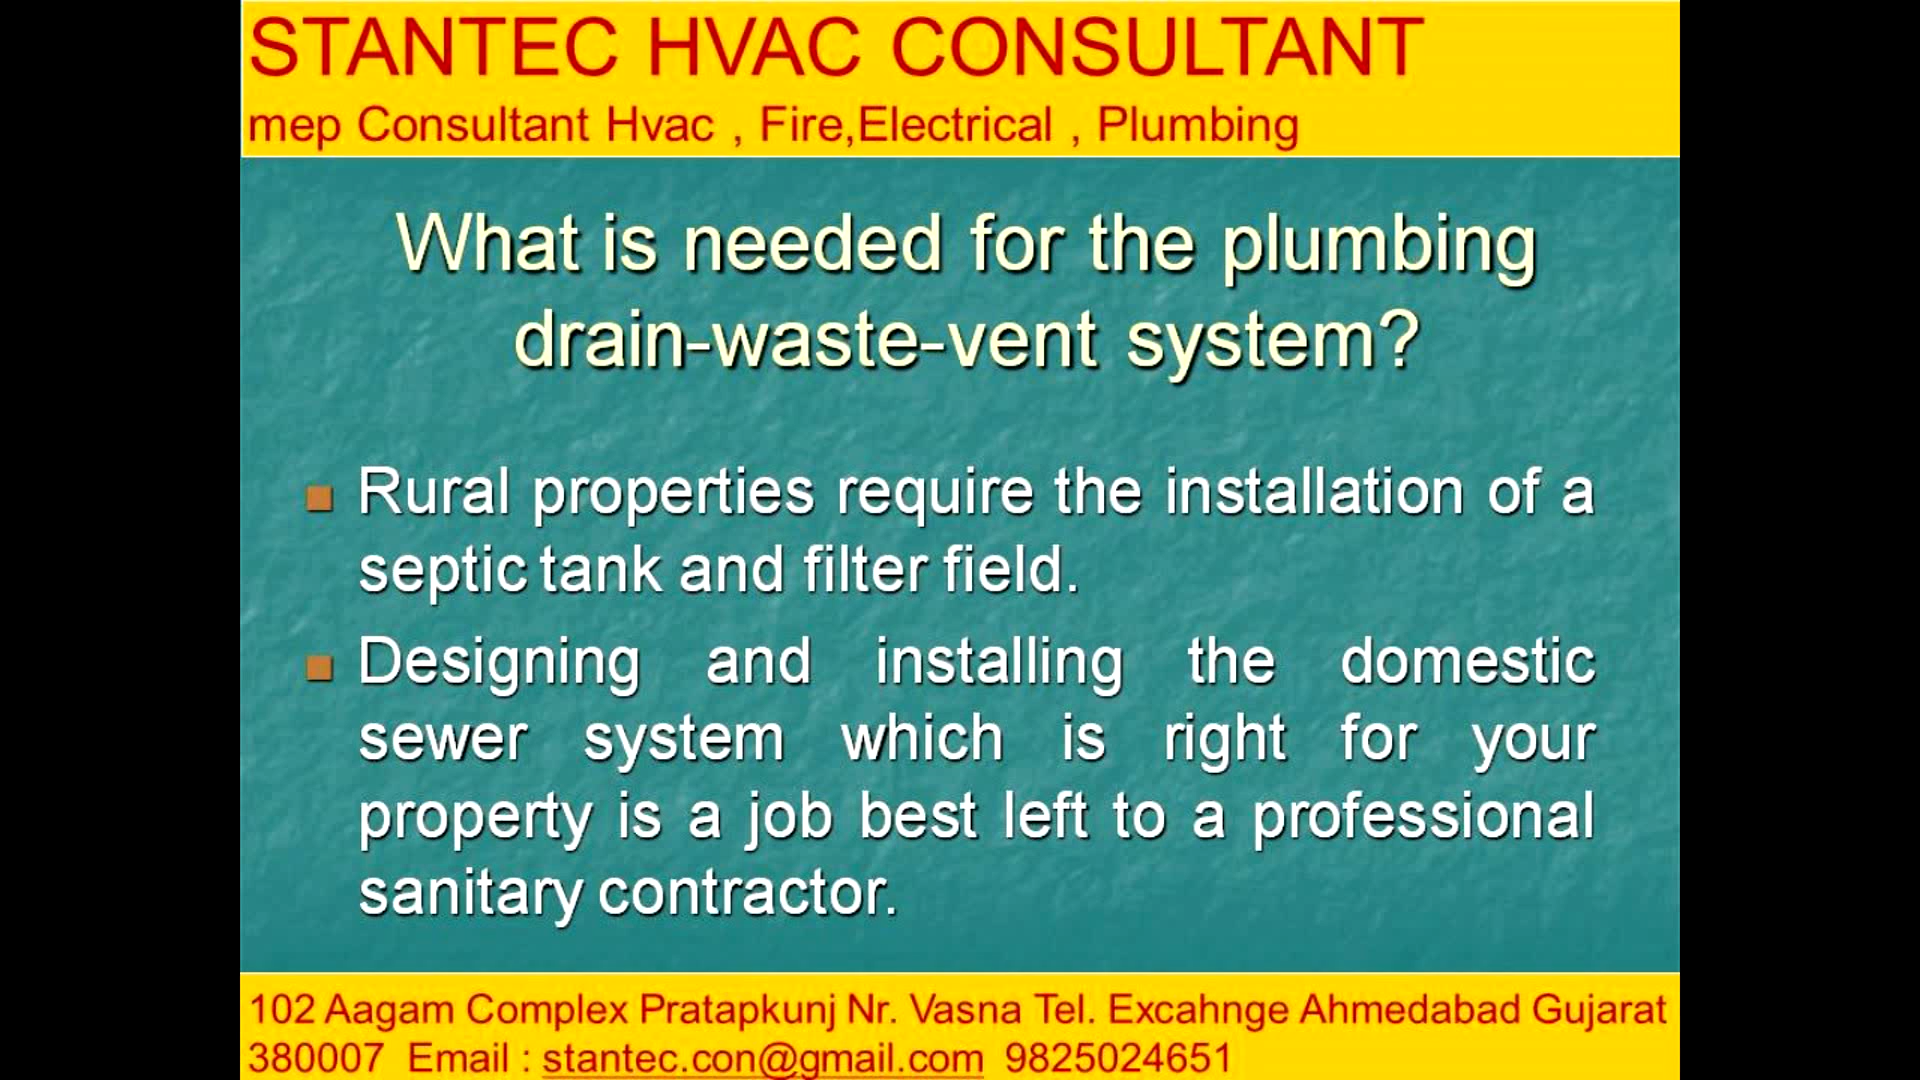 STANTEC HVAC CONSULTANT
mep Consultant Hvac , Fire,Electrical , Plumbing
What is needed for the plumbing
drain-waste-vent system?
Rural properties require the installation of a
septic tank and filter field.
Designing and installing the domestic
sewer system which is right for your
property is a job best left to a professional
sanitary contractor.
102 Aagam Complex Pratapkunj Nr. Vasna Tel. Excahnge Ahmedabad Gujarat
380007 Email : stantec.con@gmail.com 9825024651